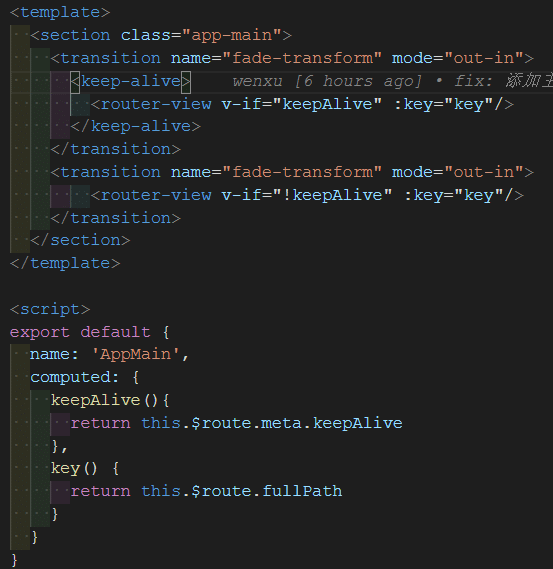 <template>
  <section class="app-main">
    <transition name="fade-transform" mode="out-in">
      <keep-alive>    wenxu [6 hours ago] • fix: 添加主
        <router-view v-if="keepAlive" :key="key"/>
      </keep-alive>
    </transition>
    <transition name="fade-transform" mode="out-in">
        <router-view v-if="!keepAlive" :key="key"/>
    </transition>
  </section>
</template>

<script>
export default {
  name: 'AppMain',
  computed: {
    keepAlive(){
      return this.$route.meta.keepAlive
    },
    key() {
      return this.$route.fullPath
    }
  }
}